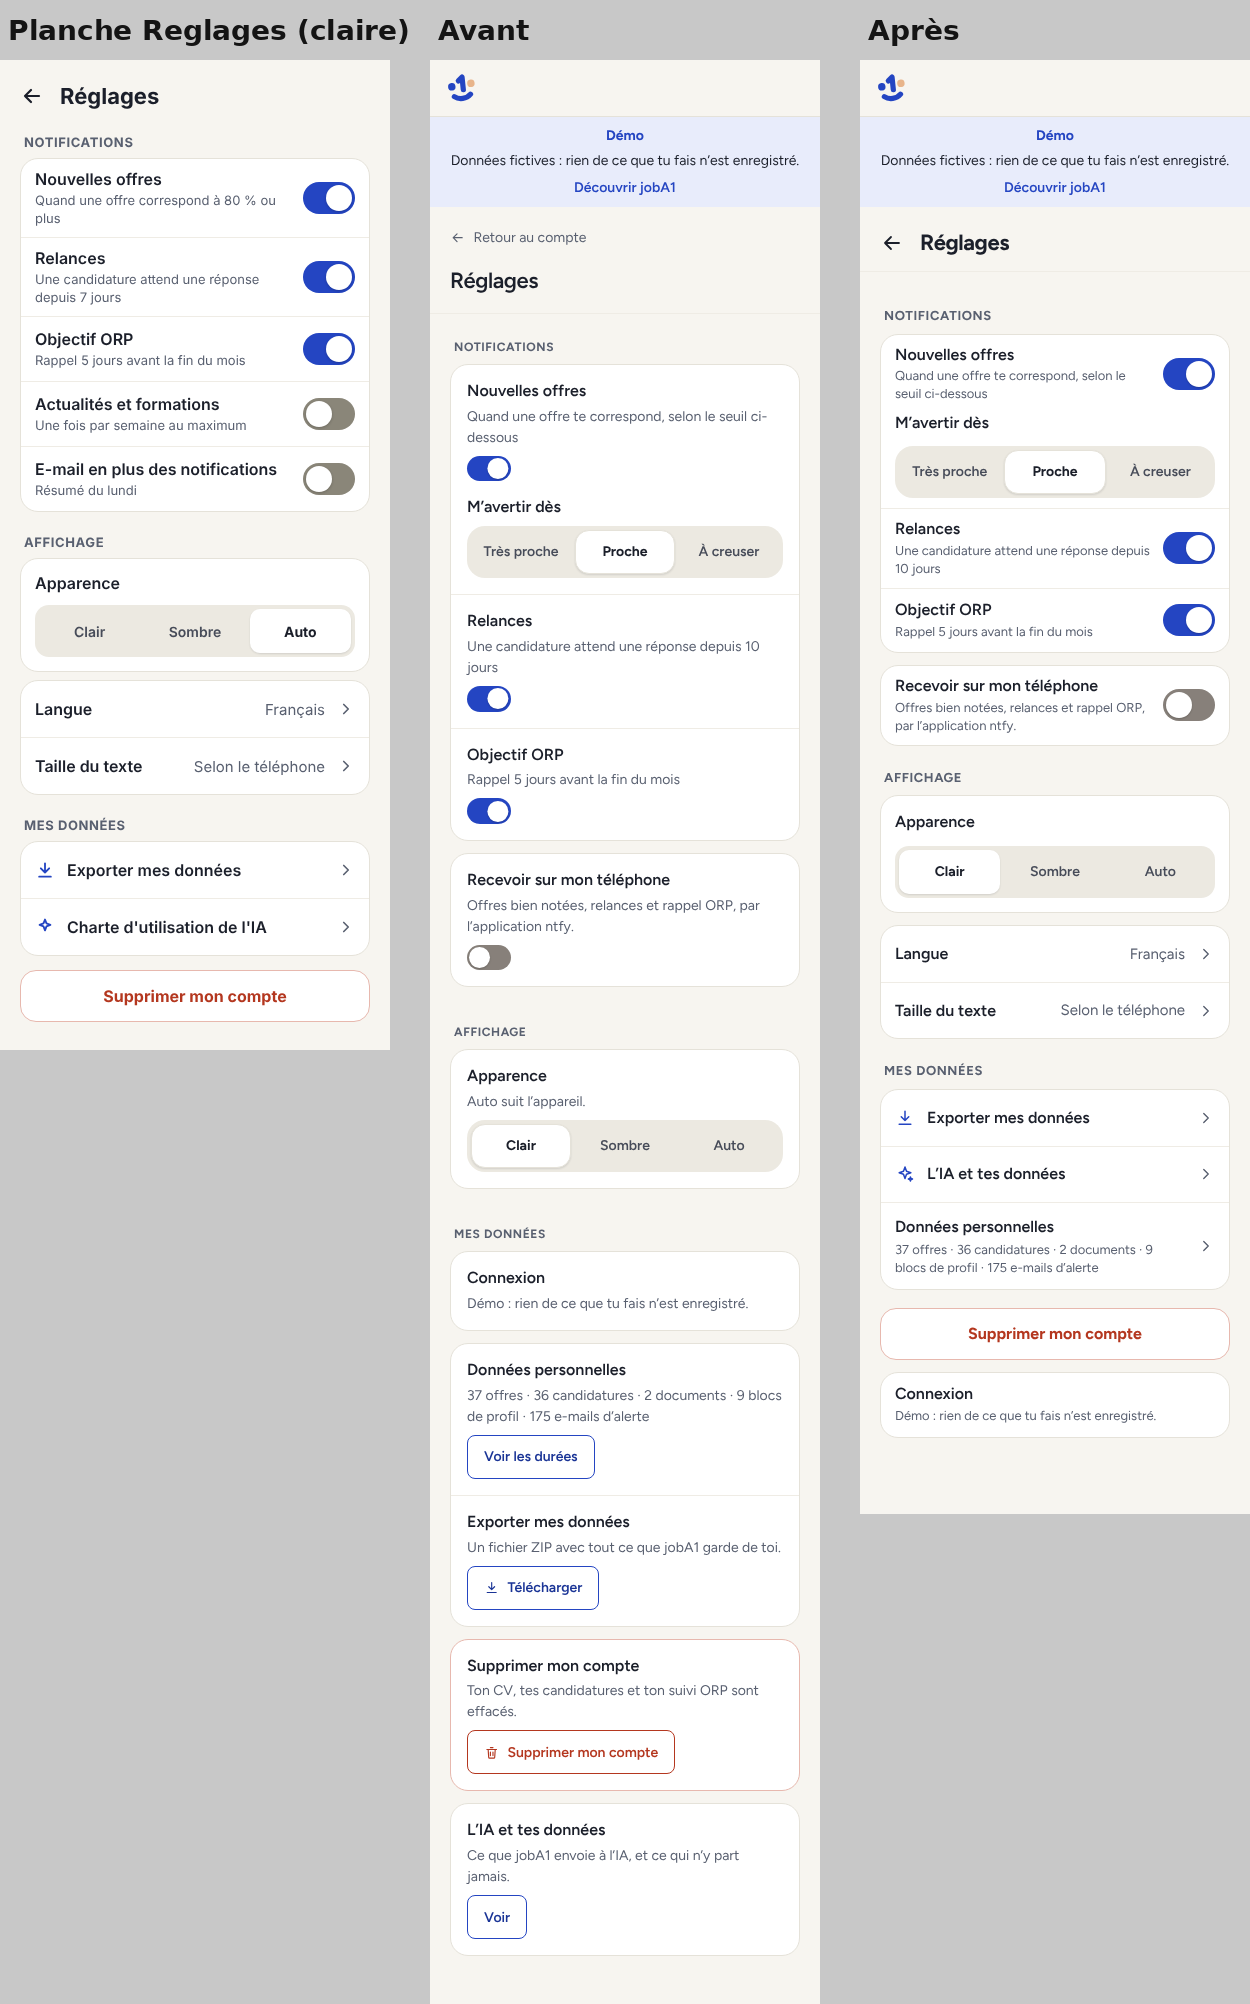 Planche Reglages (claire)
Réglages
NOTIFICATIONS
Nouvelles offres
Quand une offre correspond à 80 % ou
plus
Relances
Une candidature attend une réponse
depuis 7 jours
Objectif ORP
Rappel 5 jours avant la fin du mois
Actualités et formations
Une fois par semaine au maximum
E-mail en plus des notifications
Résumé du lundi
AFFICHAGE
Apparence
Clair Sombre Auto
Langue Français
Taille du texte Selon le téléphone
MES DONNÉES
Exporter mes données
Charte d'utilisation de l'IA
Supprimer mon compte
Avant
Démo
Données fictives : rien de ce que tu fais n’est enregistré.
Découvrir jobA1
Retour au compte
Réglages
NOTIFICATIONS
Nouvelles offres
Quand une offre te correspond, selon le seuil ci-
dessous
M’avertir dès
Très proche Proche À creuser
Relances
Une candidature attend une réponse depuis 10
jours
Objectif ORP
Rappel 5 jours avant la fin du mois
Recevoir sur mon téléphone
Offres bien notées, relances et rappel ORP, par
l’application ntfy.
AFFICHAGE
Apparence
Auto suit l’appareil.
Clair Sombre Auto
MES DONNÉES
Connexion
Démo : rien de ce que tu fais n’est enregistré.
Données personnelles
37 offres · 36 candidatures · 2 documents · 9 blocs
de profil · 175 e-mails d’alerte
Voir les durées
Exporter mes données
Un fichier ZIP avec tout ce que jobA1 garde de toi.
Télécharger
Supprimer mon compte
Ton CV, tes candidatures et ton suivi ORP sont
effacés.
Supprimer mon compte
L’IA et tes données
Ce que jobA1 envoie à l’IA, et ce qui n’y part
jamais.
Voir
Après
Démo
Données fictives : rien de ce que tu fais n’est enregistré.
Découvrir jobA1
Réglages
NOTIFICATIONS
Nouvelles offres
Quand une offre te correspond, selon le
seuil ci-dessous
M’avertir dès
Très proche Proche À creuser
Relances
Une candidature attend une réponse depuis
10 jours
Objectif ORP
Rappel 5 jours avant la fin du mois
Recevoir sur mon téléphone
Offres bien notées, relances et rappel ORP,
par l’application ntfy.
AFFICHAGE
Apparence
Clair Sombre Auto
Langue Français
Taille du texte Selon le téléphone
MES DONNÉES
Exporter mes données
L’IA et tes données
Données personnelles
37 offres · 36 candidatures · 2 documents · 9
blocs de profil · 175 e-mails d’alerte
Supprimer mon compte
Connexion
Démo : rien de ce que tu fais n’est enregistré.